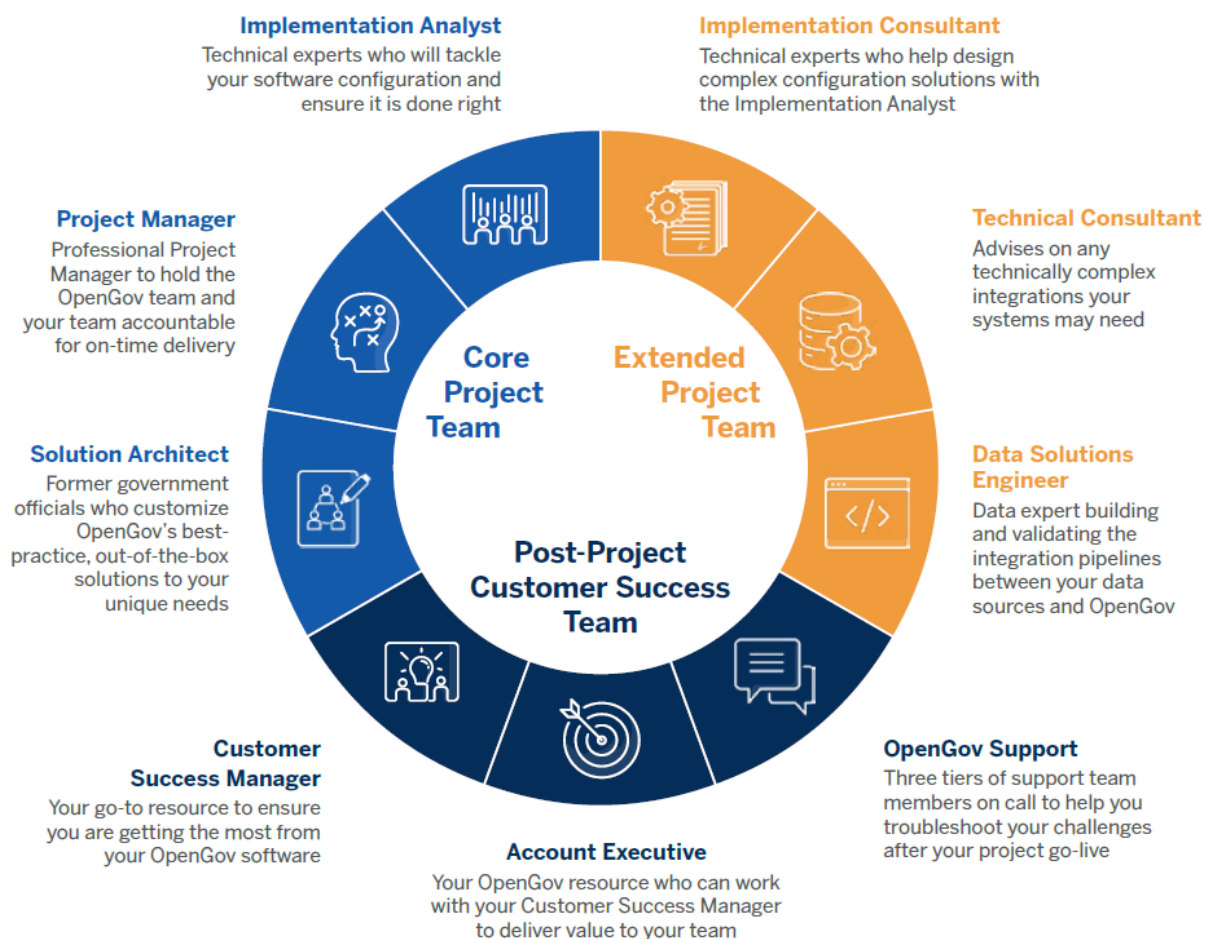 Implementation Analyst
Technical experts who will tackle
your software configuration and
ensure it is done right
Implementation Consultant
Technical experts who help design
complex configuration solutions with
the Implementation Analyst
Project Manager
Professional Project
Manager to hold the
OpenGov team and
your team accountable
for on-time delivery
Technical Consultant
Advises on any
technically complex
integrations your
systems may need
Core
Project
Team
Extended
Project
Team
Solution Architect
Former government
officials who customize
OpenGov's best-
practice, out-of-the-box
solutions to your
unique needs
Data Solutions
Engineer
Data expert building
and validating the
integration pipelines
between your data
sources and OpenGov
Post-Project
Customer Success
Team
Customer
Success Manager
Your go-to resource to ensure
you are getting the most from
your OpenGov software
Account Executive
Your OpenGov resource who can work
with your Customer Success Manager
to deliver value to your team
OpenGov Support
Three tiers of support team
members on call to help you
troubleshoot your challenges
after your project go-live